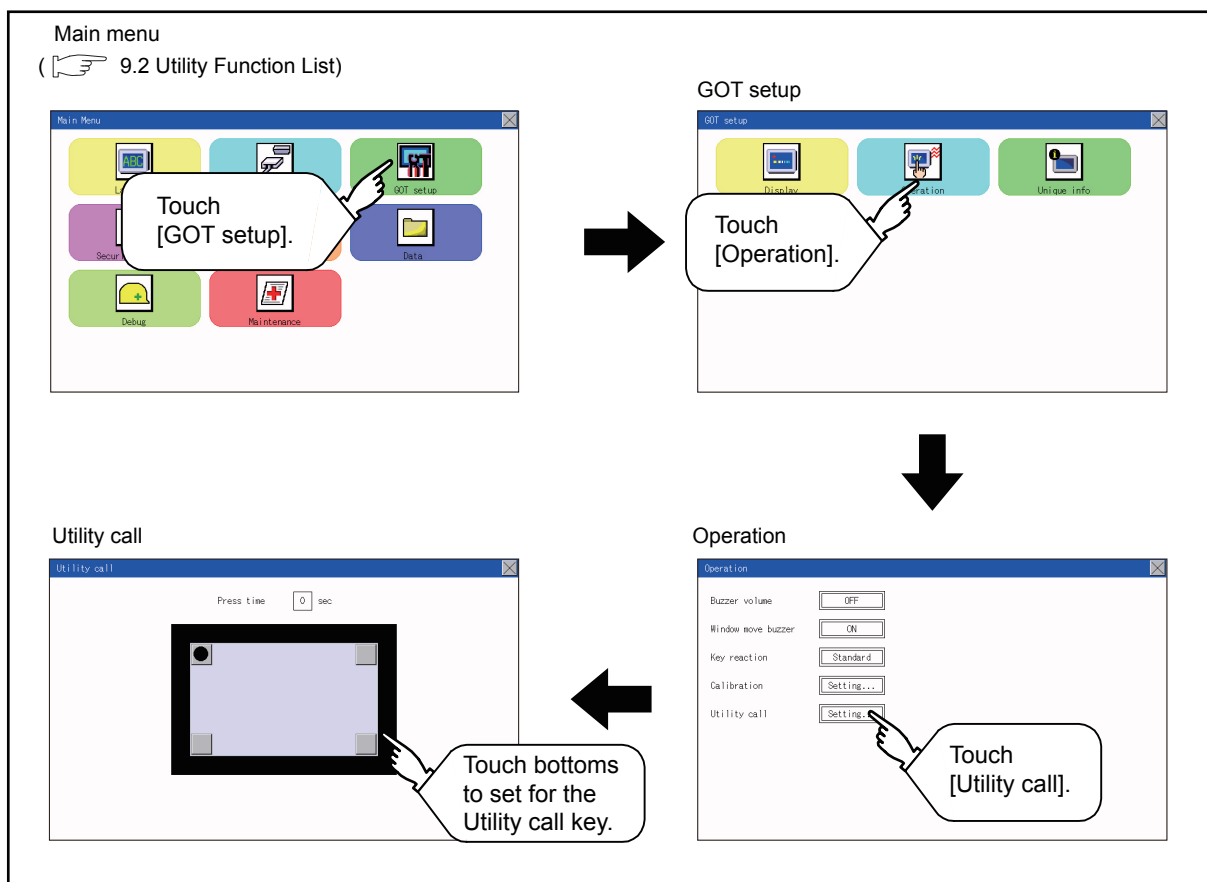 Main menu
( 9.2 Utility Function List)
Main Menu
GOT setup
Data
Debug
Maintenance
Touch
[GOT setup].
GOT setup
GOT setup
Display
Unique info
Touch
[Operation].
Operation
Operation
Buzzer volume OFF
Window move buzzer ON
Key reaction Standard
Calibration Setting...
Utility call Setting.
Touch
[Utility call].
Utility call
Utility call
Press time 0 sec
Touch bottoms
to set for the
Utility call key.